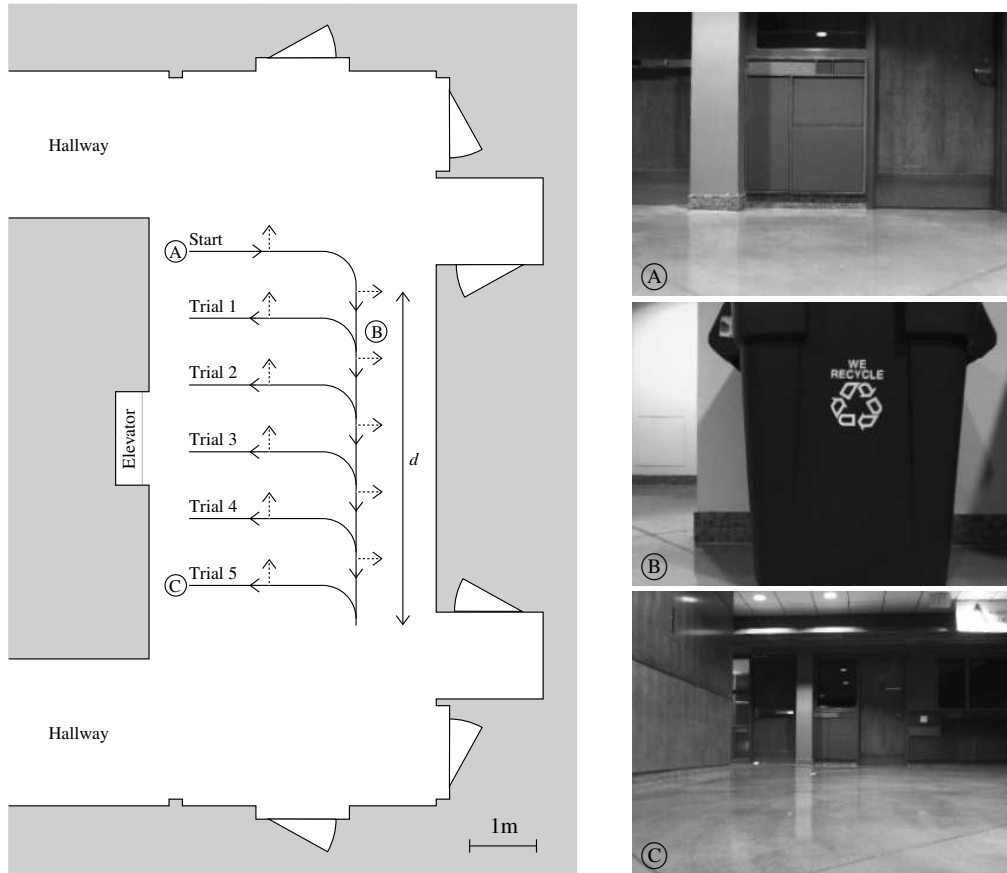 Hallway
Start
A
Trial 1
B
Trial 2
Elevator
Trial 3
d
Trial 4
Trial 5
C
Hallway
1m
A
WE
RECYCLE
B
C